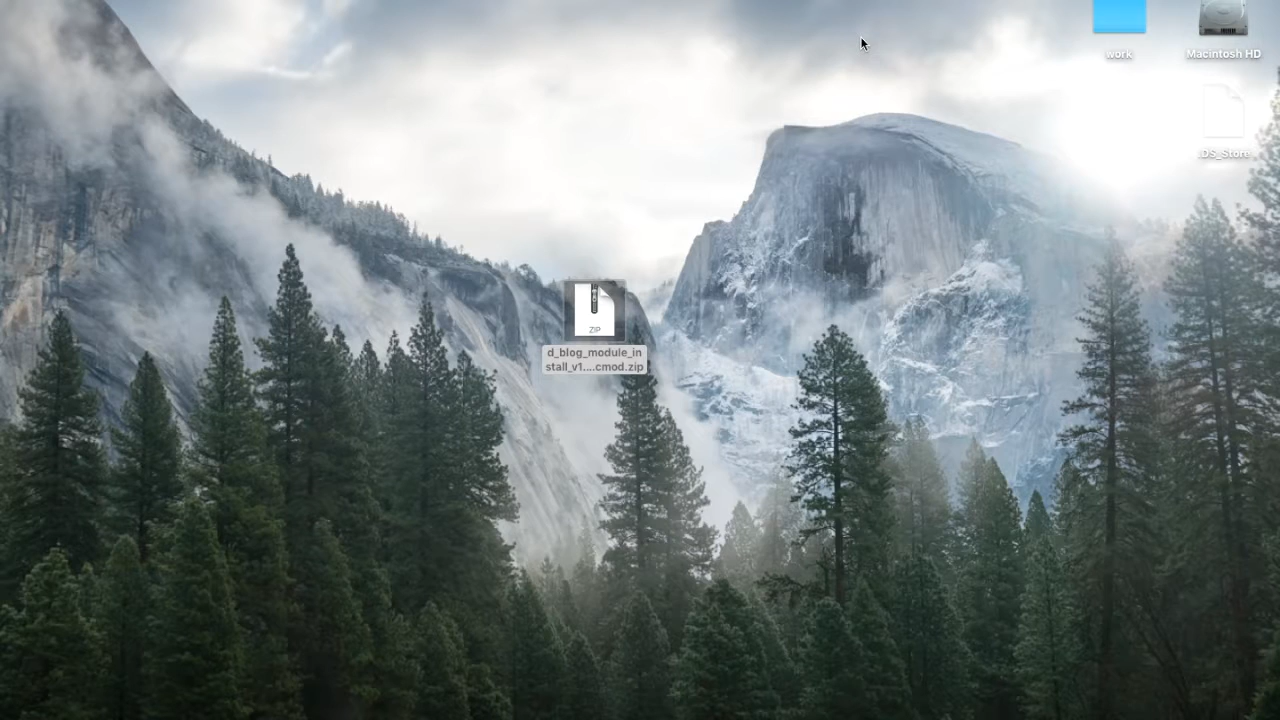 work
Macintosh HD
.DS_Store
ZIP
d_blog_module_in
stall_v1....cmod.zip